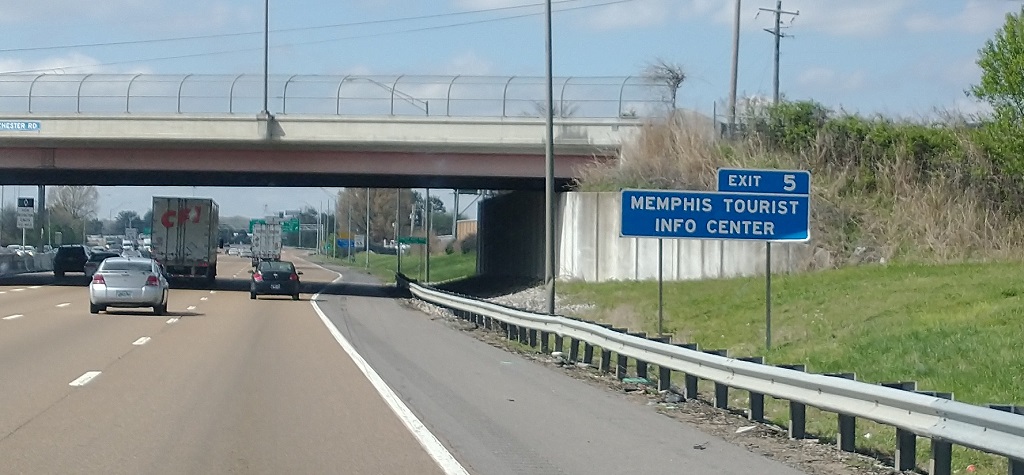 CHESTER RD
EXIT 5
MEMPHIS TOURIST
INFO CENTER
CFI